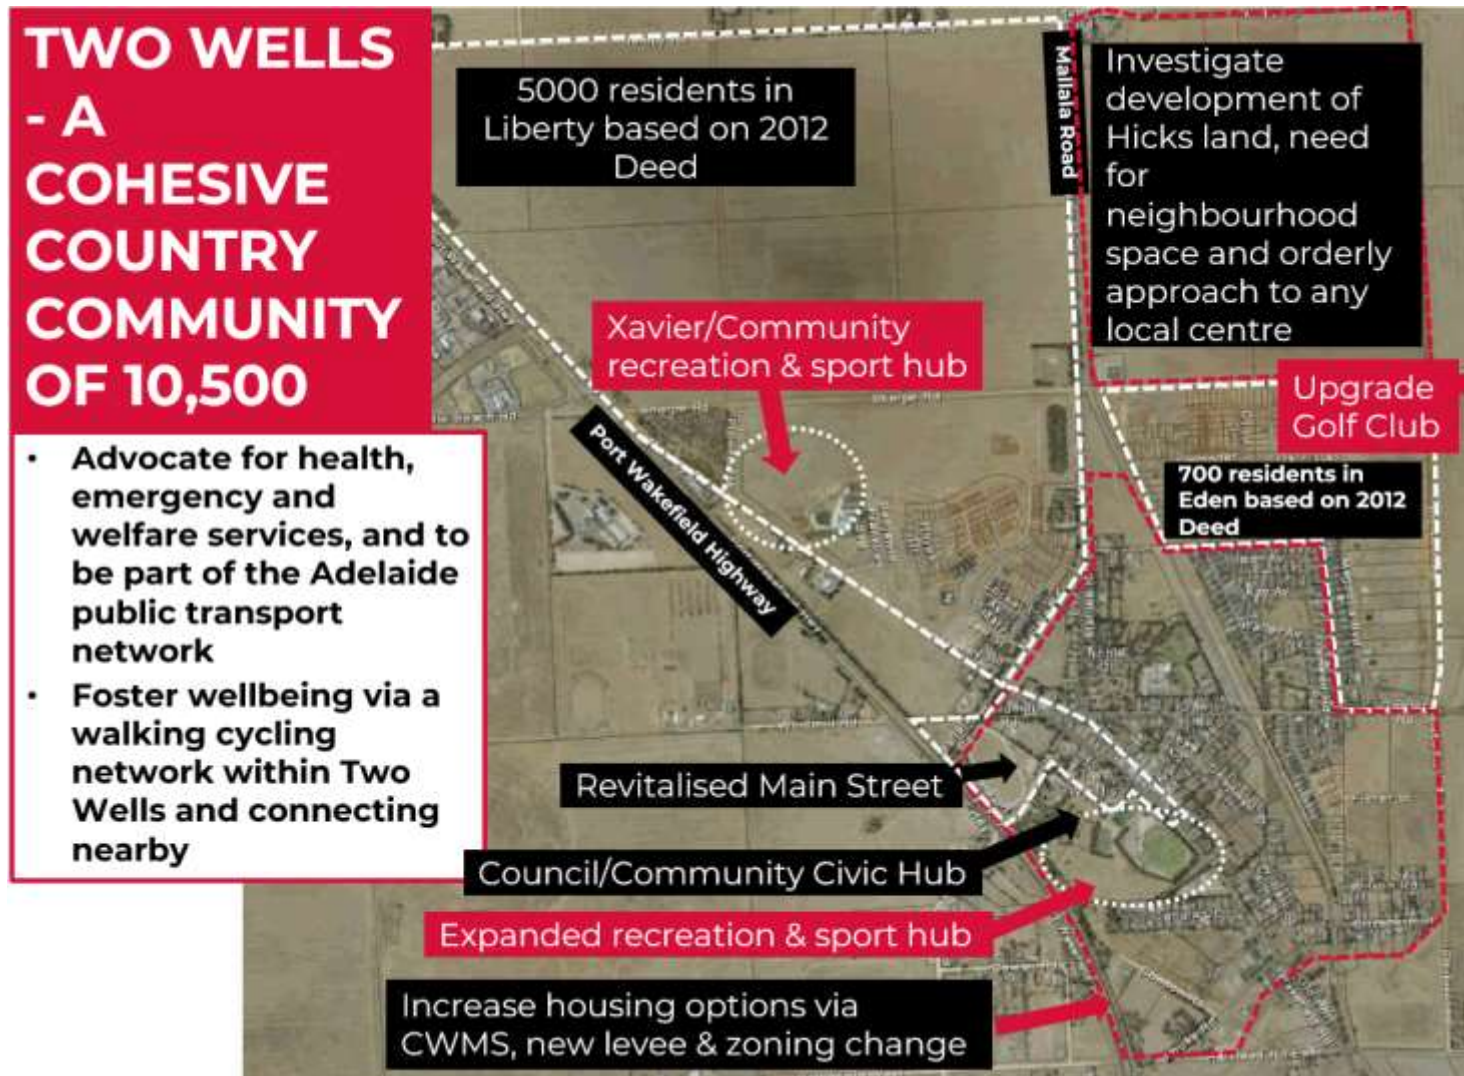 TWO WELLS
- A
COHESIVE
COUNTRY
COMMUNITY
OF 10,500
• Advocate for health,
emergency and
welfare services, and to
be part of the Adelaide
public transport
network
• Foster wellbeing via a
walking cycling
network within Two
Wells and connecting
nearby
5000 residents in
Liberty based on 2012
Deed
Mallala Road
Investigate
development of
Hicks land, need
for
neighbourhood
space and orderly
approach to any
local centre
Xavier/Community
recreation & sport hub
Upgrade
Golf Club
Port Wakefield Highway
700 residents in
Eden based on 2012
Deed
Revitalised Main Street
Council/Community Civic Hub
Expanded recreation & sport hub
Increase housing options via
CWMS, new levee & zoning change